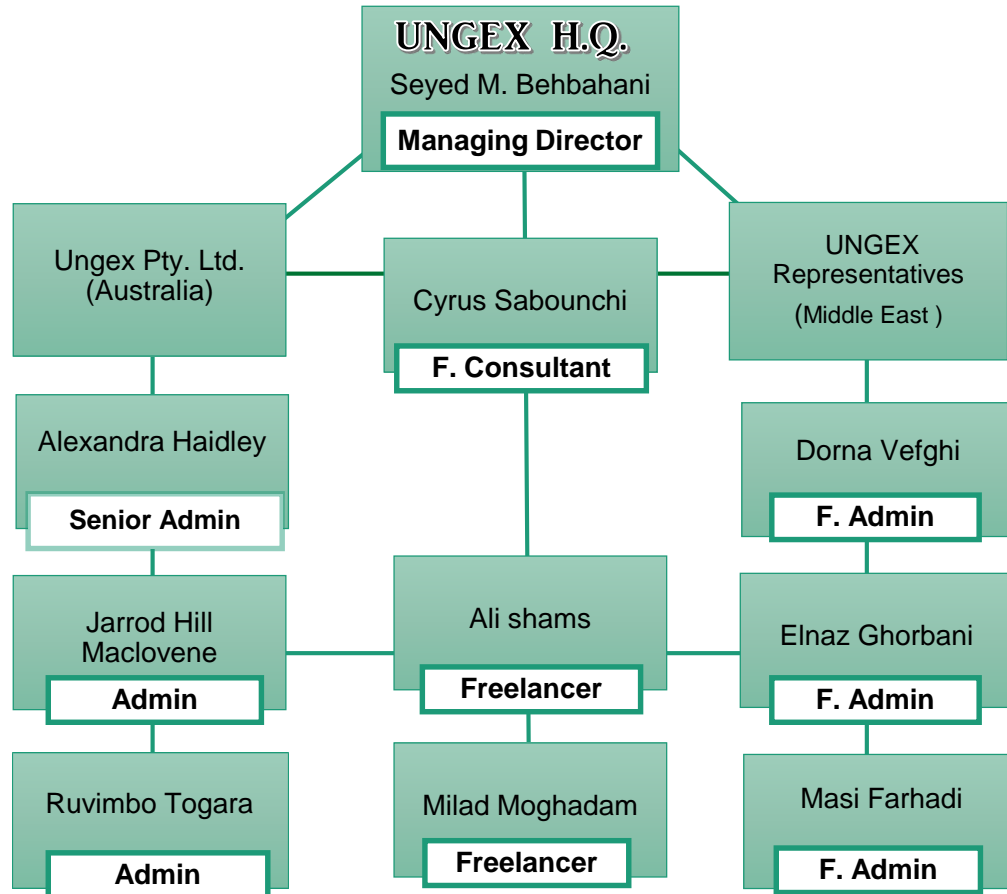 UNGEX H.Q.
Seyed M. Behbahani
Managing Director
Ungex Pty. Ltd.
(Australia)
Cyrus Sabounchi
F. Consultant
UNGEX
Representatives
(Middle East )
Alexandra Haidley
Senior Admin
Dorna Vefghi
F. Admin
Jarrod Hill
Maclovene
Admin
Ali shams
Freelancer
Elnaz Ghorbani
F. Admin
Ruvimbo Togara
Admin
Milad Moghadam
Freelancer
Masi Farhadi
F. Admin